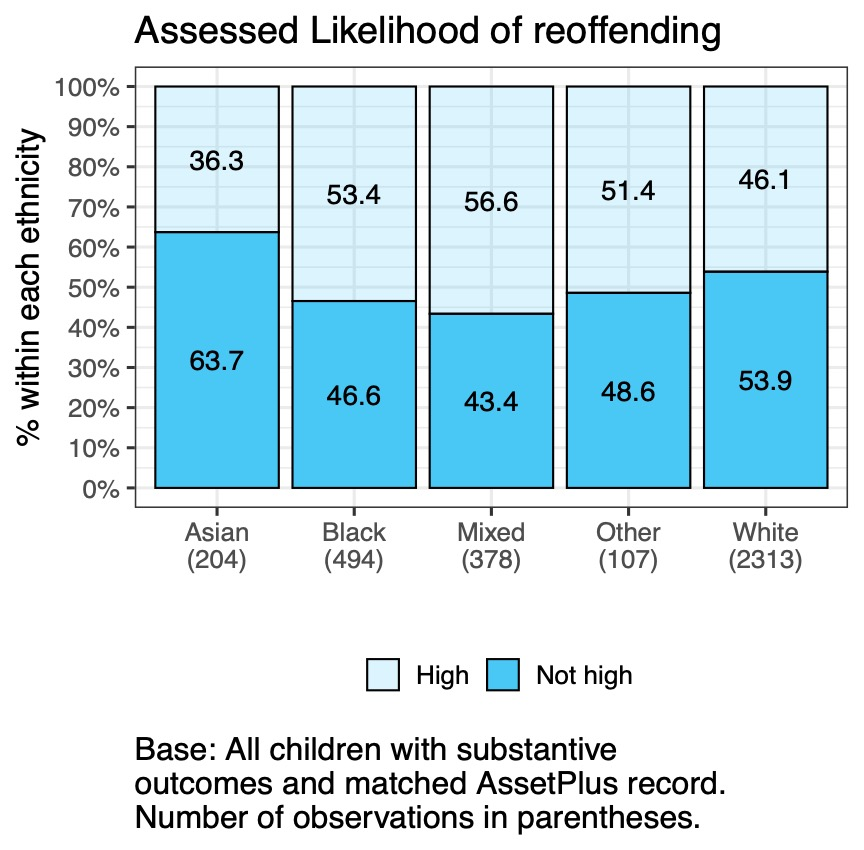 Assessed Likelihood of reoffending
% within each ethnicity
100%
90%
80%
70%
60%
50%
40%
30%
20%
10%
0%
36.3
53.4
56.6
51.4
46.1
63.7
46.6
43.4
48.6
53.9
Asian Black Mixed Other White
(204) (494) (378) (107) (2313)
High Not high
Base: All children with substantive
outcomes and matched AssetPlus record.
Number of observations in parentheses.